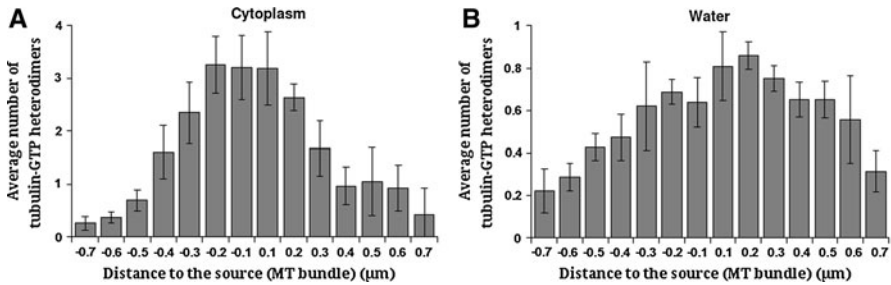 A
Cytoplasm
Average number of
tubulin-GTP heterodimers
4
3
2
1
0
-0.7 -0.6 -0.5 -0.4 -0.3 -0.2 -0.1 0.1 0.2 0.3 0.4 0.5 0.6 0.7
Distance to the source (MT bundle) (µm)
B
Water
Average number of
tubulin-GTP heterodimers
1
0.8
0.6
0.4
0.2
0
-0.7 -0.6 -0.5 -0.4 -0.3 -0.2 -0.1 0.1 0.2 0.3 0.4 0.5 0.6 0.7
Distance to the source (MT bundle) (µm)